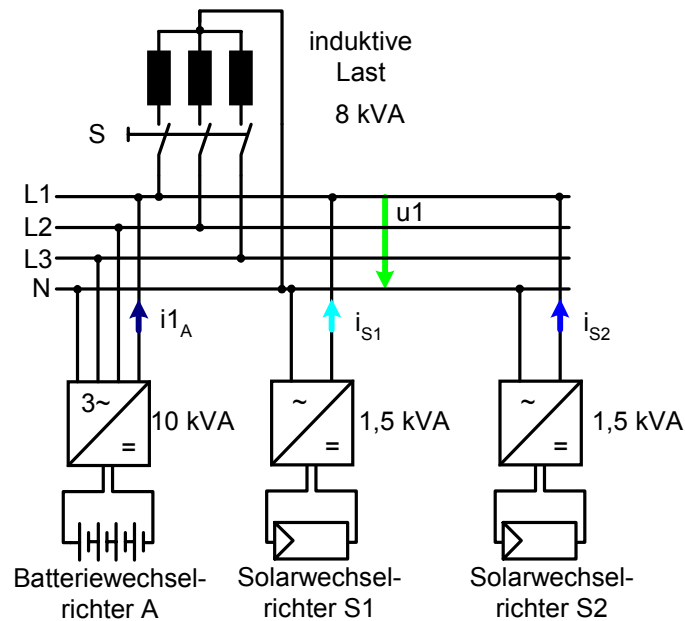 induktive
Last
8 kVA
S
L1
L2
L3
N
u1
i1A
iS1
iS2
3~
=
10 kVA
~
=
1,5 kVA
~
=
1,5 kVA
Batteriewechsel-
richter A
Solarwechsel-
richter S1
Solarwechsel-
richter S2